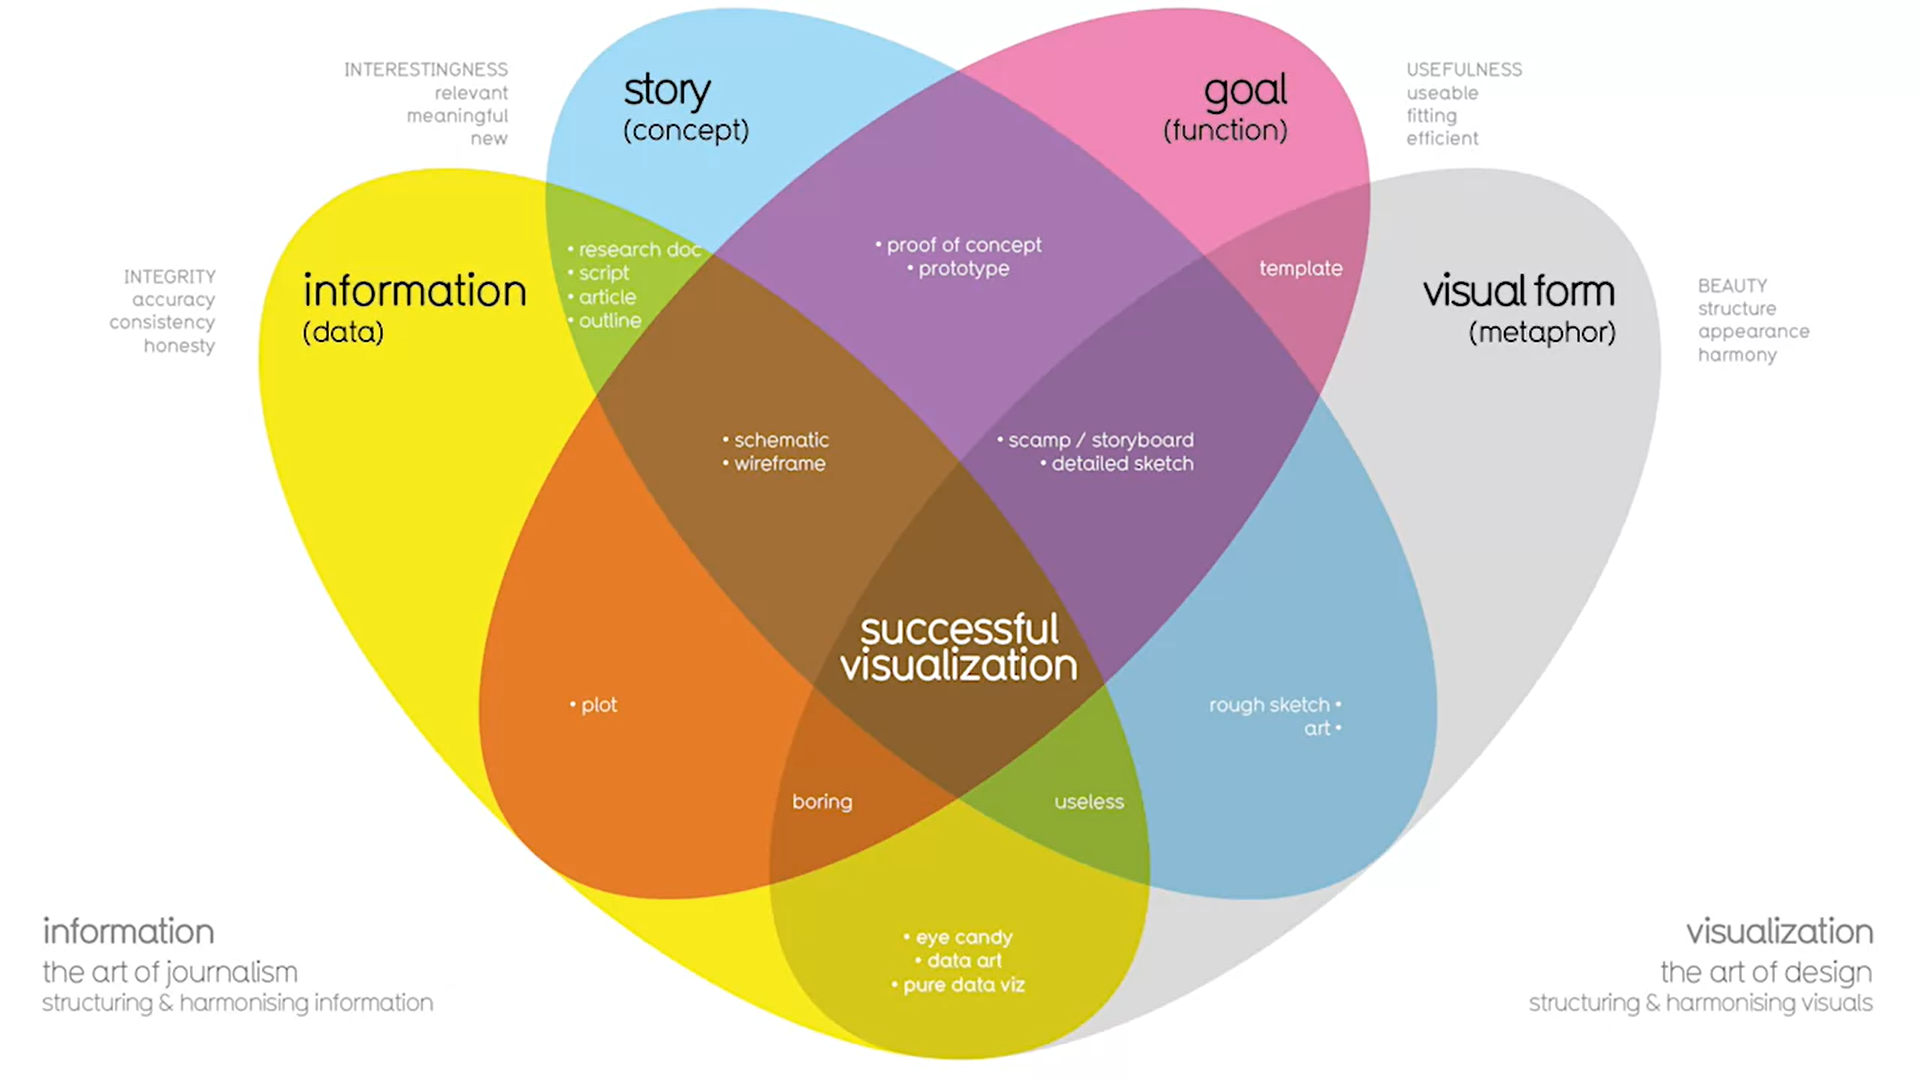 INTERESTINGNESS
relevant
meaningful
new
story
(concept)
goal
(function)
USEFULNESS
useable
fitting
efficient
INTEGRITY
accuracy
consistency
honesty
information
(data)
• research doc
• script
• article
• outline
• proof of concept
• prototype
template
visual form
(metaphor)
BEAUTY
structure
appearance
harmony
• schematic
• wireframe
• scamp / storyboard
• detailed sketch
successful
visualization
• plot
rough sketch •
art •
boring
useless
• eye candy
• data art
• pure data viz
information
the art of journalism
structuring & harmonising information
visualization
the art of design
structuring & harmonising visuals